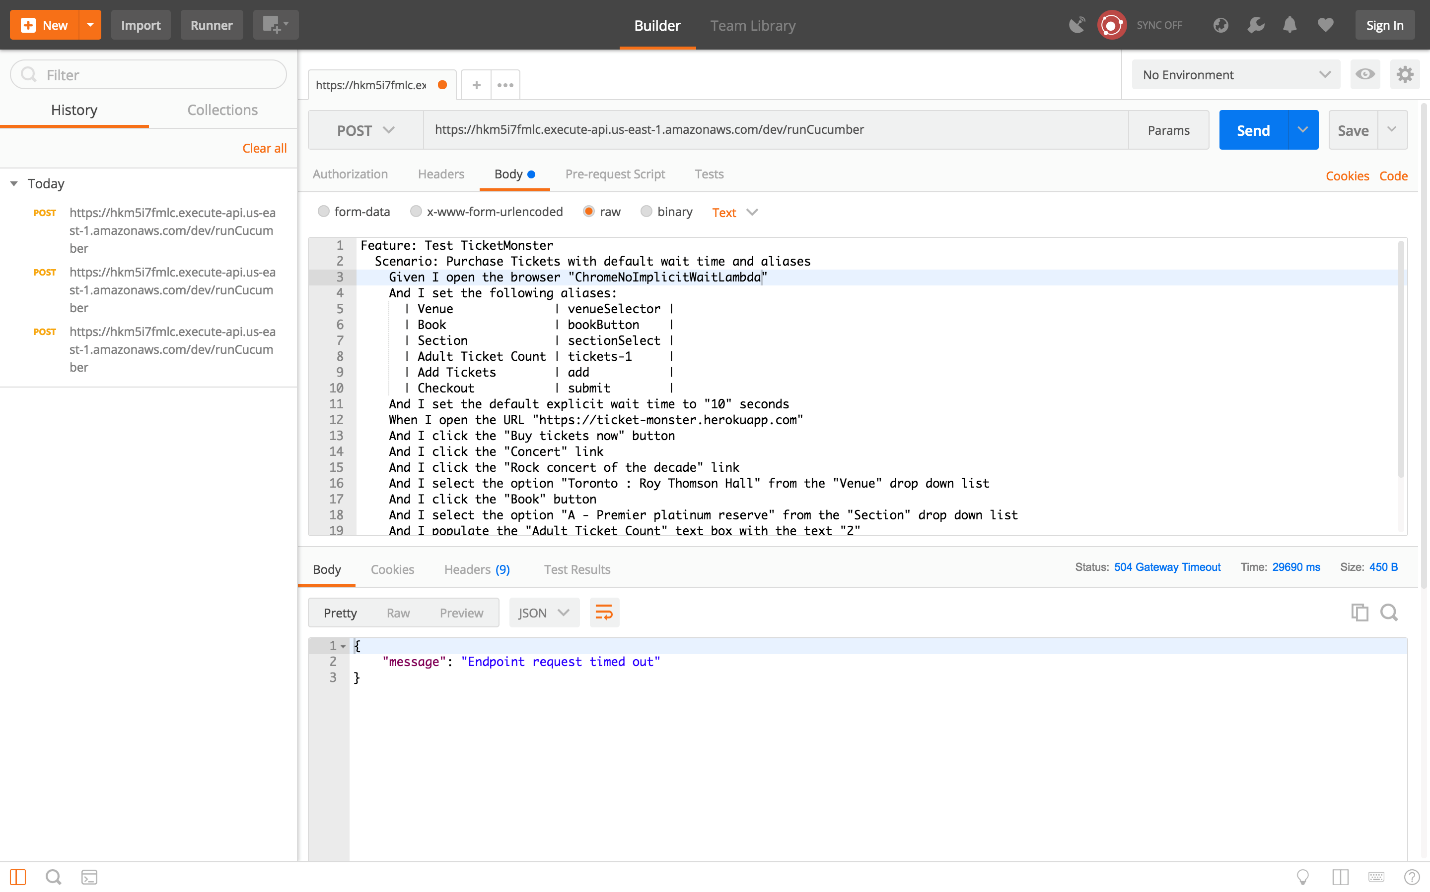 New Import Runner Builder Team Library SYNC OFF Sign In
Filter
History Collections
Clear all
Today
POST https://hkm5i7fmlc.execute-api.us-ea
st-1.amazonaws.com/dev/runCucum
ber
POST https://hkm5i7fmlc.execute-api.us-ea
st-1.amazonaws.com/dev/runCucum
ber
POST https://hkm5i7fmlc.execute-api.us-ea
st-1.amazonaws.com/dev/runCucum
ber
https://hkm5i7fmlc.ex + ••• No Environment
POST https://hkm5i7fmlc.execute-api.us-east-1.amazonaws.com/dev/runCucumber Params Send Save
Authorization Headers Body Pre-request Script Tests Cookies Code
form-data x-www-form-urlencoded raw binary Text
1 Feature: Test TicketMonster
2 Scenario: Purchase Tickets with default wait time and aliases
3 Given I open the browser "ChromeNoImplicitWaitLambda"
4 And I set the following aliases:
5 | Venue | venueSelector |
6 | Book | bookButton |
7 | Section | sectionSelect |
8 | Adult Ticket Count | tickets-1 |
9 | Add Tickets | add |
10 | Checkout | submit |
11 And I set the default explicit wait time to "10" seconds
12 When I open the URL "https://ticket-monster.herokuapp.com"
13 And I click the "Buy tickets now" button
14 And I click the "Concert" link
15 And I click the "Rock concert of the decade" link
16 And I select the option "Toronto : Roy Thomson Hall" from the "Venue" drop down list
17 And I click the "Book" button
18 And I select the option "A - Premier platinum reserve" from the "Section" drop down list
19 And I populate the "Adult Ticket Count" text box with the text "2"
Body Cookies Headers (9) Test Results Status: 504 Gateway Timeout Time: 29690 ms Size: 450 B
Pretty Raw Preview JSON
1 {
2 "message": "Endpoint request timed out"
3 }